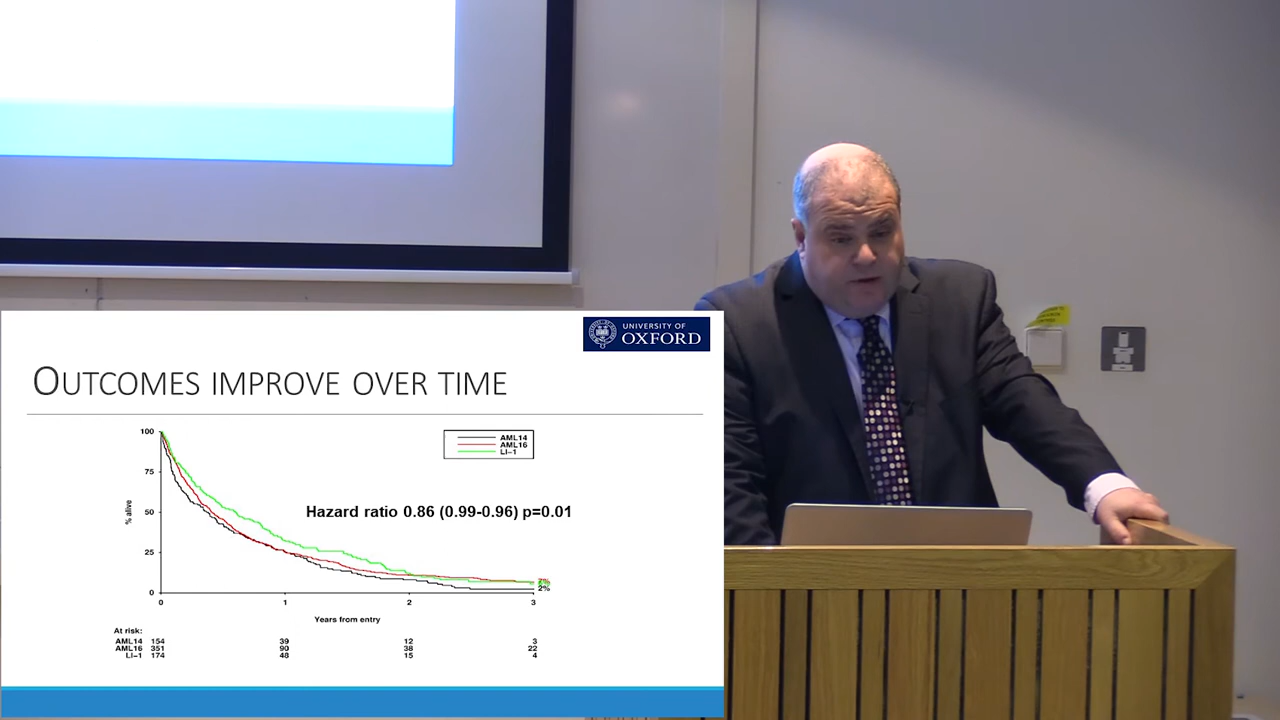 UNIVERSITY OF
OXFORD
OUTCOMES IMPROVE OVER TIME
100
75
50
25
0
% alive
AML14
AML16
LI-1
Hazard ratio 0.86 (0.99-0.96) p=0.01
7%
2%
0 1 2 3
Years from entry
At risk:
AML14 154 39 12 3
AML16 351 90 38 22
LI-1 174 48 15 4